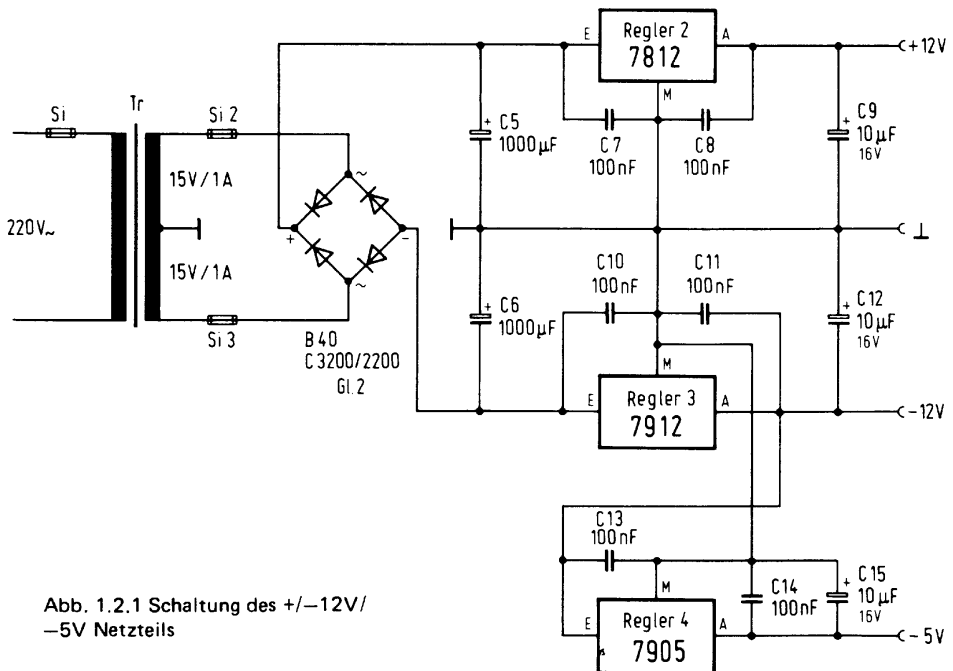 Regler 2
7812
E
A
M
+12V
Si
Tr
Si 2
15V/1A
220V~
15V/1A
Si 3
~
+
-
~
B40
C3200/2200
Gl.2
+
C5
1000µF
C7
100nF
C8
100nF
+
C9
10µF
16V
⊥
C10
100nF
C11
100nF
+
C6
1000µF
+
C12
10µF
16V
M
E
Regler 3
7912
A
-12V
C13
100nF
M
C14
100nF
+
C15
10µF
16V
E
Regler 4
7905
A
-5V
Abb. 1.2.1 Schaltung des +/−12V/
−5V Netzteils